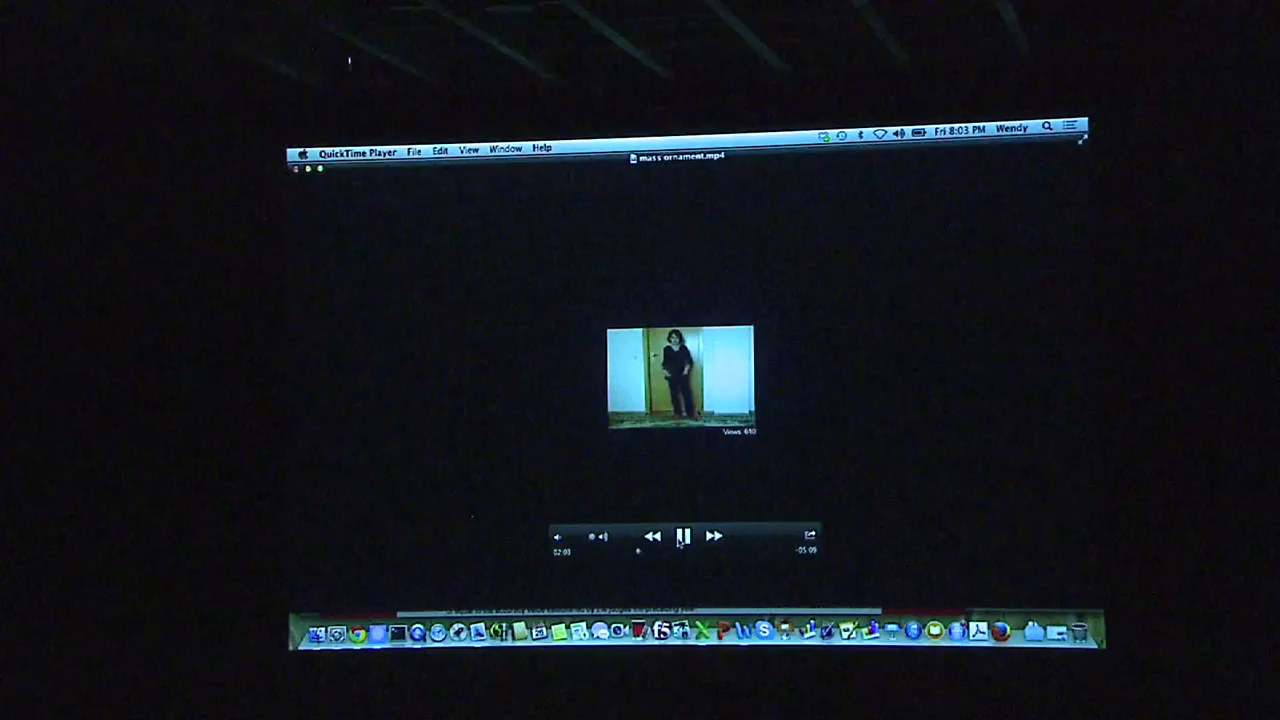 QuickTime Player File Edit View Window Help Fri 8:03 PM Wendy
mass ornament.mp4
Views 610
02:03 -05:09